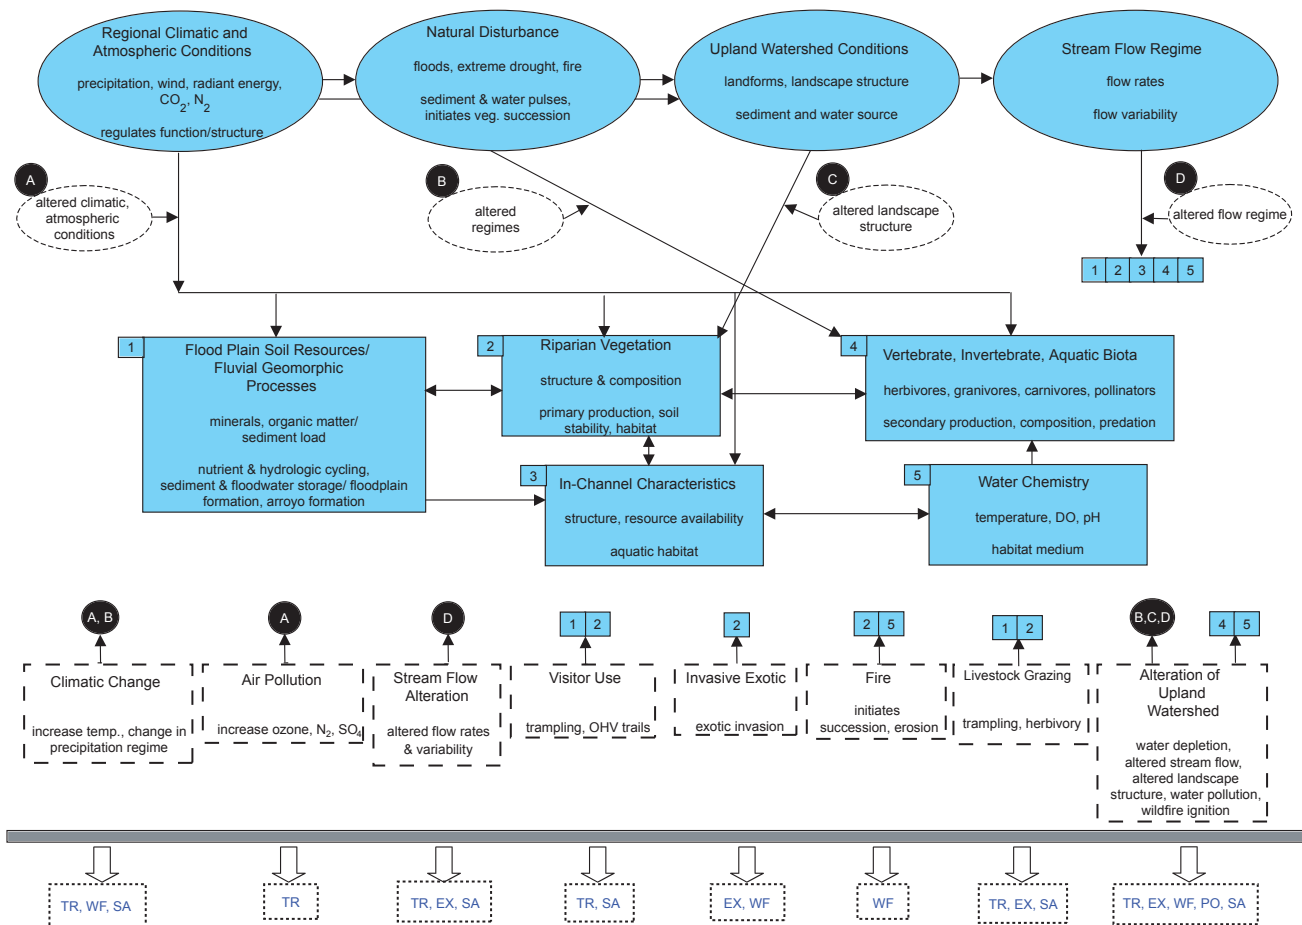 Regional Climatic and
Atmospheric Conditions
precipitation, wind, radiant energy,
CO2, N2
regulates function/structure
Natural Disturbance
floods, extreme drought, fire
sediment & water pulses,
initiates veg. succession
Upland Watershed Conditions
landforms, landscape structure
sediment and water source
Stream Flow Regime
flow rates
flow variability
A
altered climatic,
atmospheric
conditions
B
altered
regimes
C
altered landscape
structure
D
altered flow regime
1 2 3 4 5
1
Flood Plain Soil Resources/
Fluvial Geomorphic
Processes
minerals, organic matter/
sediment load
nutrient & hydrologic cycling,
sediment & floodwater storage/ floodplain
formation, arroyo formation
2
Riparian Vegetation
structure & composition
primary production, soil
stability, habitat
4
Vertebrate, Invertebrate, Aquatic Biota
herbivores, granivores, carnivores, pollinators
secondary production, composition, predation
3
In-Channel Characteristics
structure, resource availability
aquatic habitat
5
Water Chemistry
temperature, DO, pH
habitat medium
A, B
Climatic Change
increase temp., change in
precipitation regime
A
Air Pollution
increase ozone, N2, SO4
D
Stream Flow
Alteration
altered flow rates
& variability
1 2
Visitor Use
trampling, OHV trails
2
Invasive Exotic
exotic invasion
2 5
Fire
initiates
succession, erosion
1 2
Livestock Grazing
trampling, herbivory
B,C,D
4 5
Alteration of
Upland
Watershed
water depletion,
altered stream flow,
altered landscape
structure, water pollution,
wildfire ignition
TR, WF, SA
TR
TR, EX, SA
TR, SA
EX, WF
WF
TR, EX, SA
TR, EX, WF, PO, SA